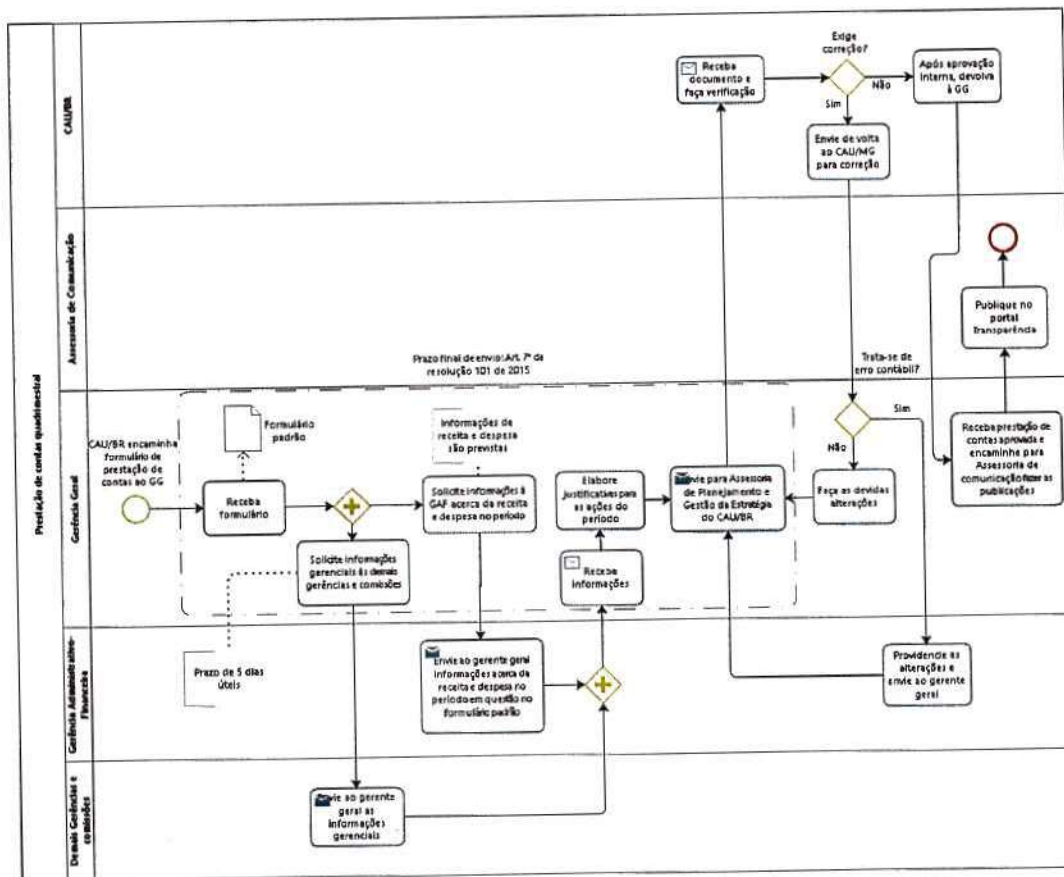 Prestação de contas quadrimestral
CAU/BR
Receba
documento e
faça verificação
Exige
correção?
Não
Sim
Após aprovação
interna, devolva
à GG
Envie de volta
ao CAU/MG
para correção
Assessoria de Comunicação
Publique no
portal
Transparência
Prazo final de envio: Art. 7º da
resolução 101 de 2015
Trata-se de
erro contábil?
Sim
Não
Gerência Geral
CAU/BR encaminha
formulário de
prestação de
contas ao GG
Formulário
padrão
Receba
formulário
Informações de
receita e despesa
são previstas
Solicite informações à
GAF acerca da receita
e despesa no período
Solicite informações
gerenciais às demais
gerências e comissões
Elabore
justificativas para
as ações do
período
Receba
informações
Envie para Assessoria
de Planejamento e
Gestão da Estratégia
do CAU/BR
Faça as devidas
alterações
Receba prestação de
contas aprovada e
encaminhe para
Assessoria de
comunicação fazer as
publicações
Gerência Administrativo-
Financeira
Prazo de 5 dias
úteis
Envie ao gerente geral
informações acerca da
receita e despesa no
período em questão no
formulário padrão
Providencie as
alterações e
envie ao gerente
geral
Demais Gerências e
comissões
Envie ao gerente
geral as
informações
gerenciais